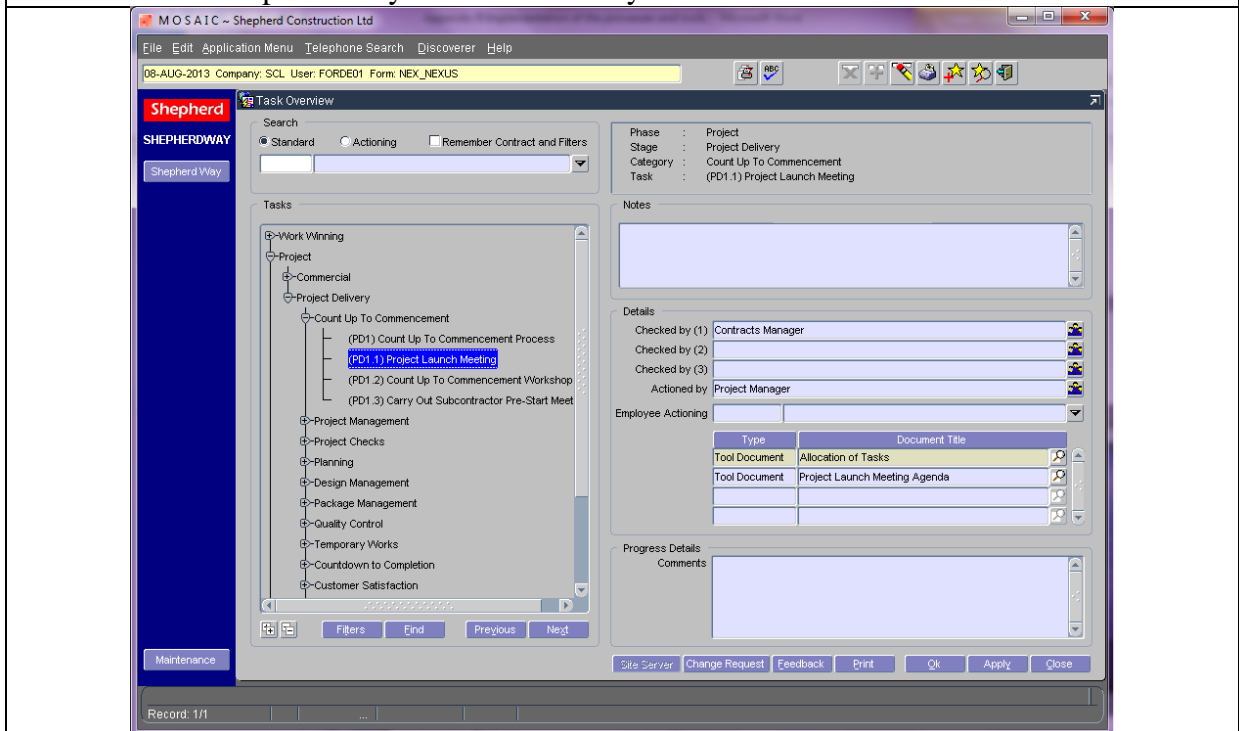 M O S A I C ~ Shepherd Construction Ltd
File Edit Application Menu Telephone Search Discoverer Help
08-AUG-2013 Company: SCL User: FORDE01 Form: NEX_NEXUS
ABC
Shepherd
SHEPHERDWAY
Shepherd Way
Maintenance
Task Overview
Search
Standard Actioning Remember Contract and Filters
Tasks
Work Winning
Project
Commercial
Project Delivery
Count Up To Commencement
(PD1) Count Up To Commencement Process
(PD1.1) Project Launch Meeting
(PD1.2) Count Up To Commencement Workshop
(PD1.3) Carry Out Subcontractor Pre-Start Meet
Project Management
Project Checks
Planning
Design Management
Package Management
Quality Control
Temporary Works
Countdown to Completion
Customer Satisfaction
Filters Find Previous Next
Phase : Project
Stage : Project Delivery
Category : Count Up To Commencement
Task : (PD1.1) Project Launch Meeting
Notes
Details
Checked by (1) Contracts Manager
Checked by (2)
Checked by (3)
Actioned by Project Manager
Employee Actioning
Type Document Title
Tool Document Allocation of Tasks
Tool Document Project Launch Meeting Agenda
Progress Details
Comments
Site Server Change Request Feedback Print Ok Apply Close
Record: 1/1 ...